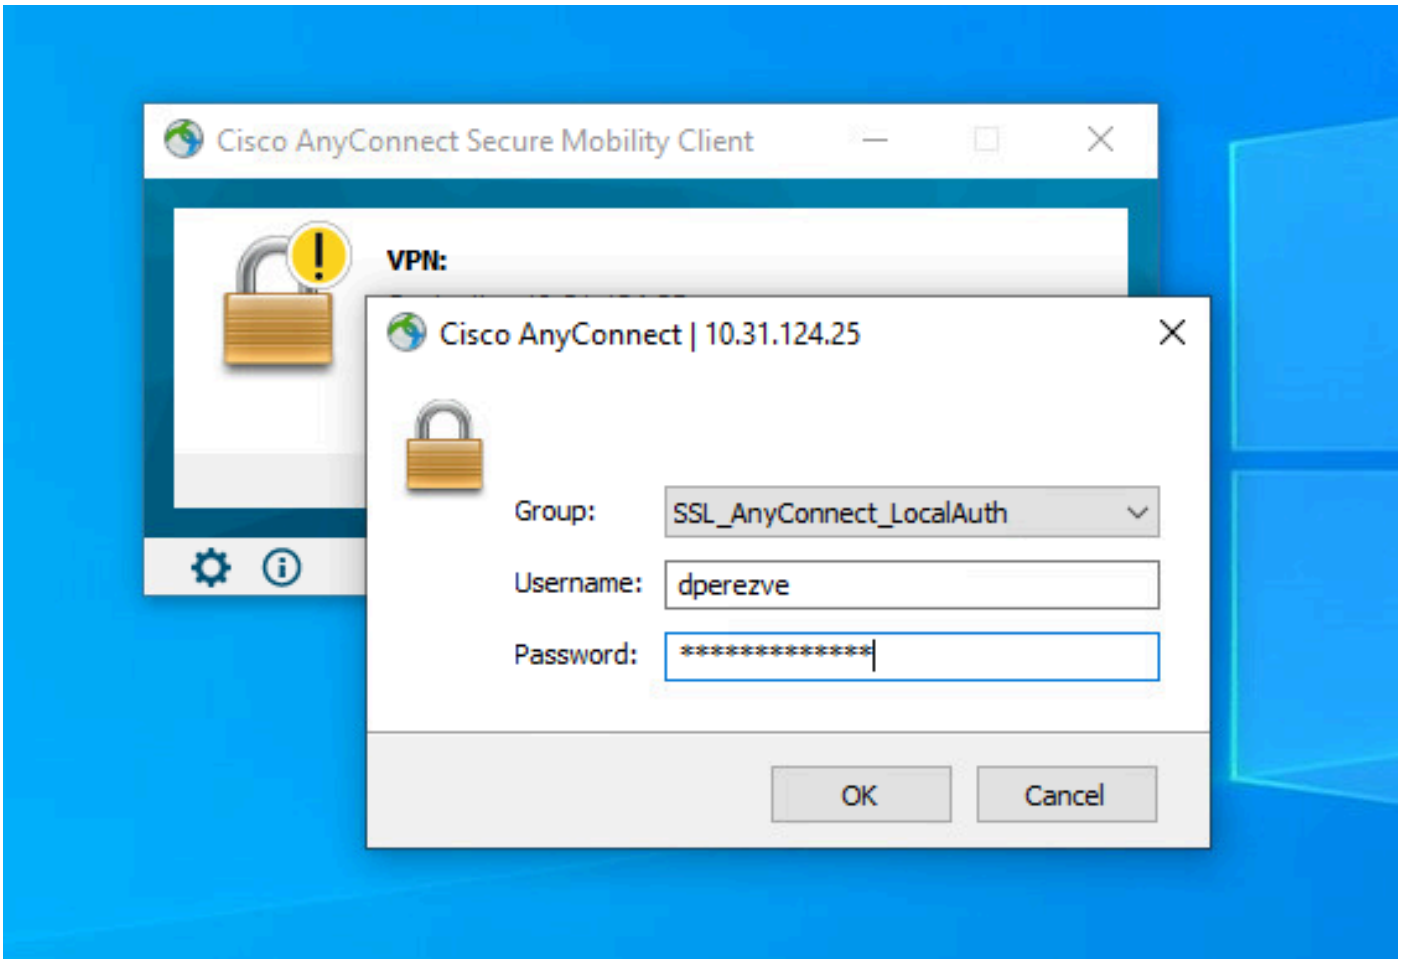 Cisco AnyConnect Secure Mobility Client
VPN:
Cisco AnyConnect | 10.31.124.25
Group: SSL_AnyConnect_LocalAuth
Username: dperezve
Password: *************
OK Cancel